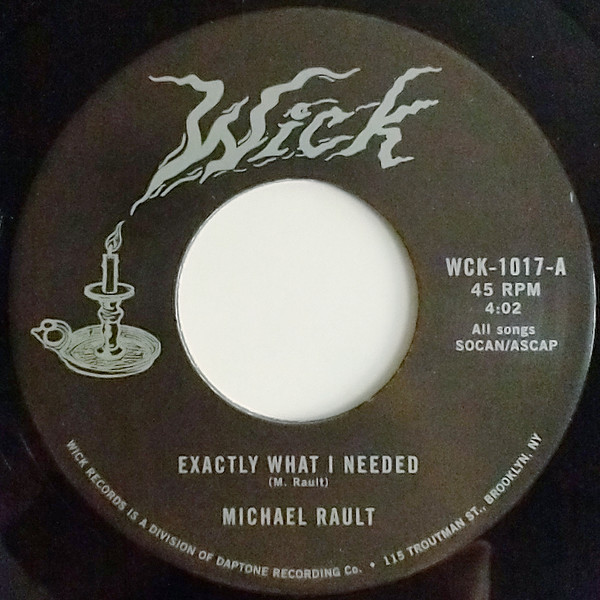 Wick
WCK-1017-A
45 RPM
4:02
All songs
SOCAN/ASCAP
EXACTLY WHAT I NEEDED
(M. Rault)
MICHAEL RAULT
WICK RECORDS IS A DIVISION OF DAPTONE RECORDING Co. • 115 TROUTMAN ST., BROOKLYN, NY